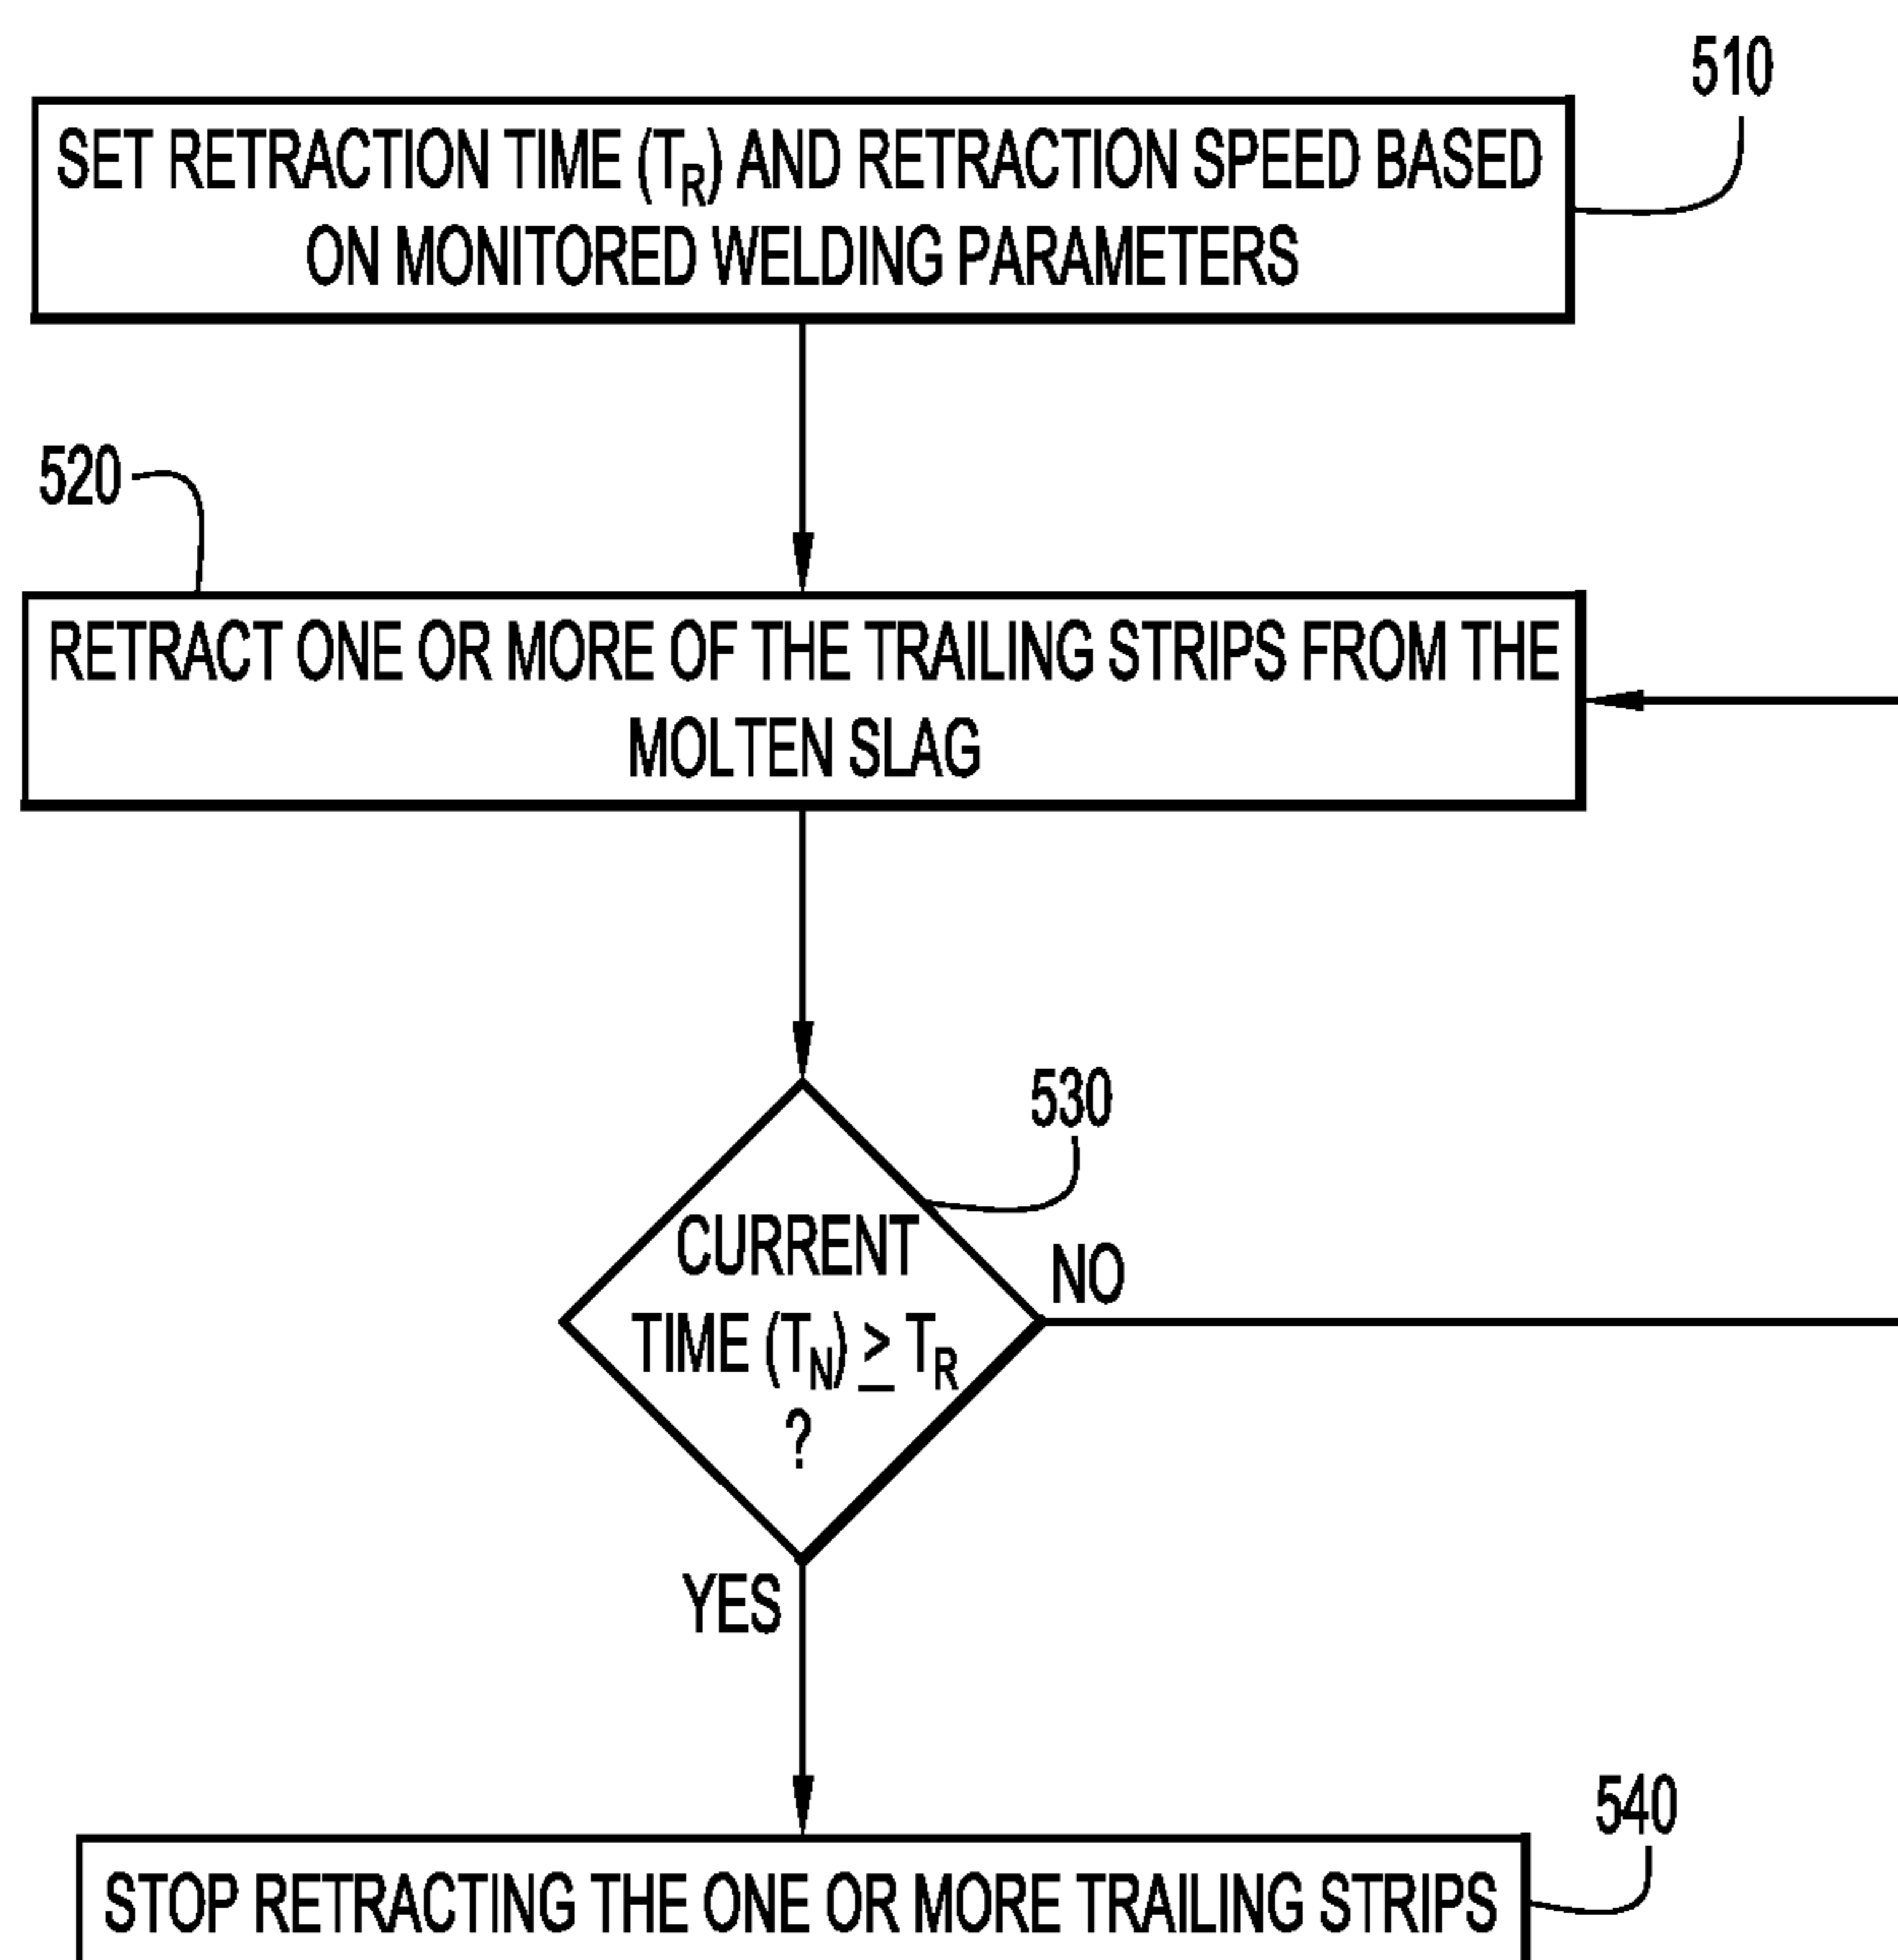 510
SET RETRACTION TIME (TR) AND RETRACTION SPEED BASED
ON MONITORED WELDING PARAMETERS
520
RETRACT ONE OR MORE OF THE TRAILING STRIPS FROM THE
MOLTEN SLAG
530
CURRENT
TIME (TN) ≥ TR
?
NO
YES
540
STOP RETRACTING THE ONE OR MORE TRAILING STRIPS